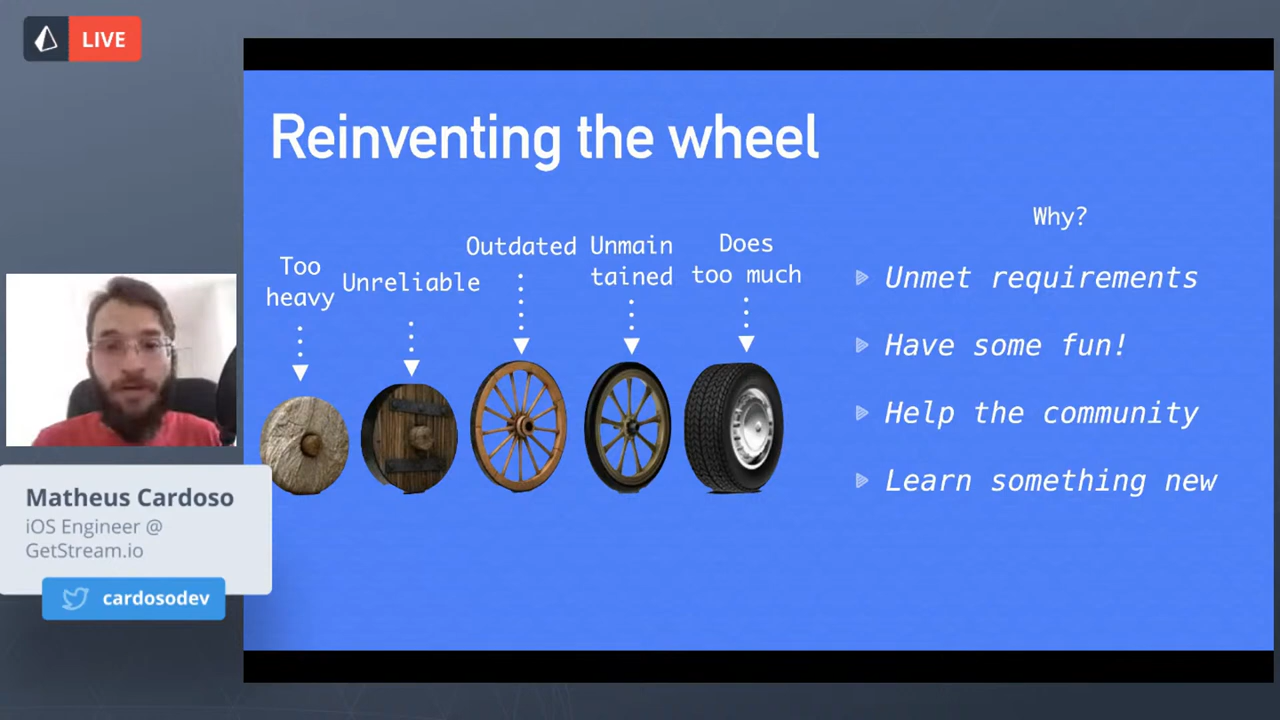 LIVE
Reinventing the wheel
Too
heavy
Unreliable
Outdated
Unmain
tained
Does
too much
Why?
Unmet requirements
Have some fun!
Help the community
Learn something new
Matheus Cardoso
iOS Engineer @
GetStream.io
cardosodev